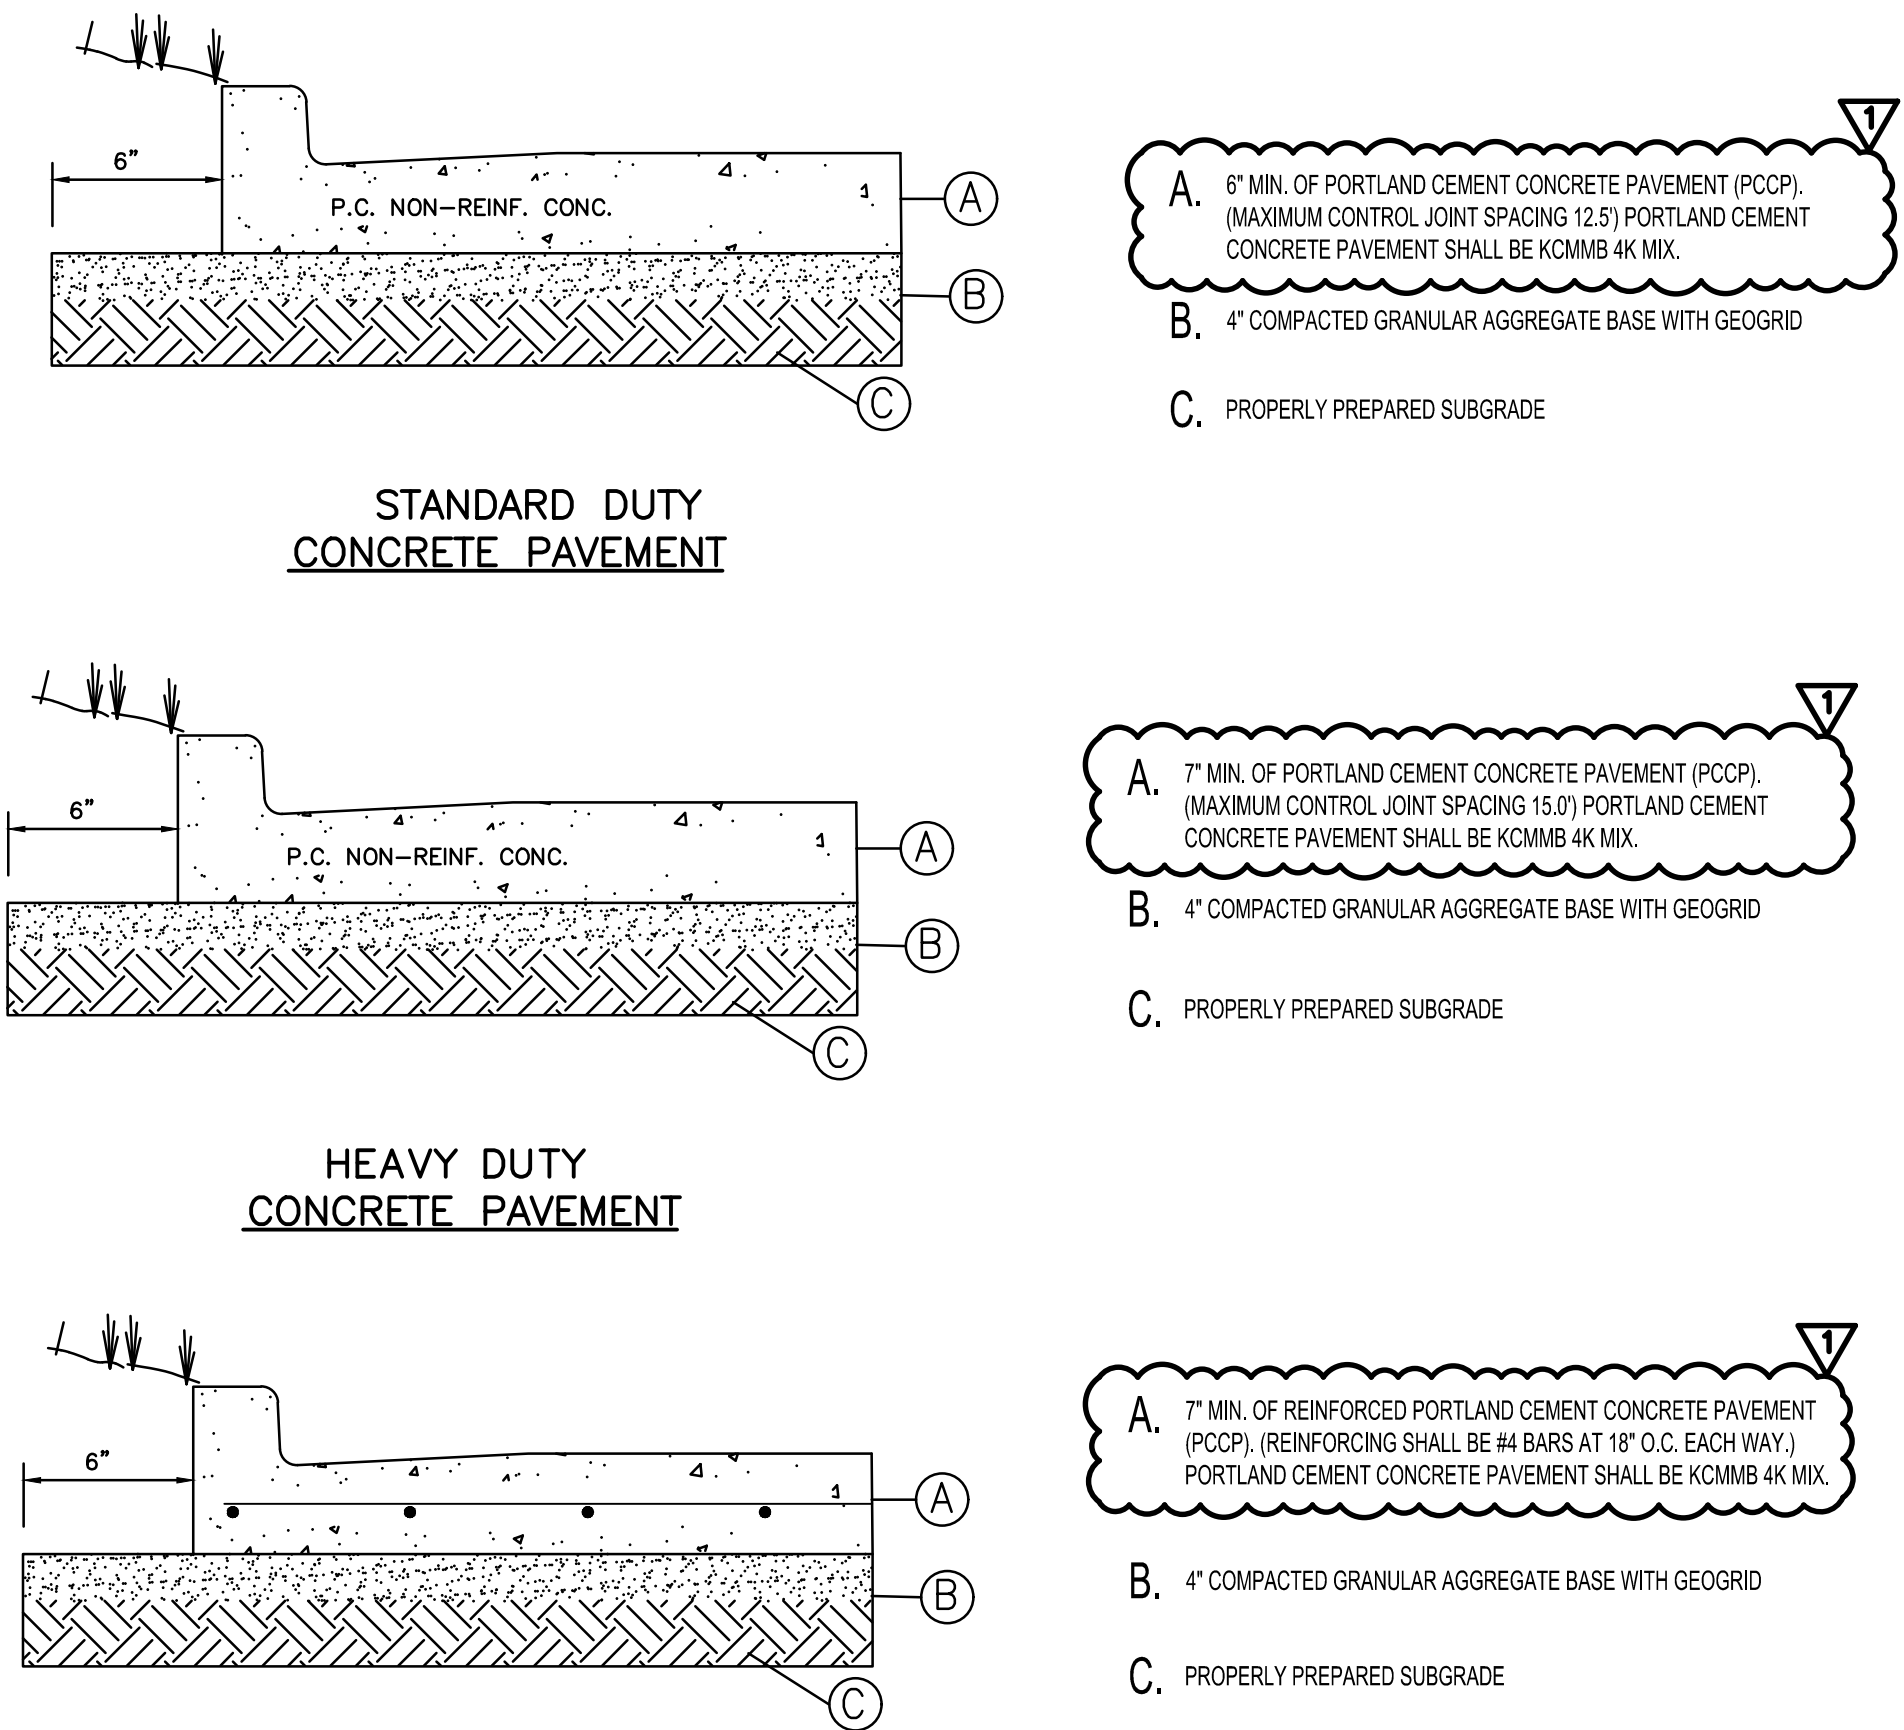 6"
P.C. NON-REINF. CONC.
A
B
C
STANDARD DUTY
CONCRETE PAVEMENT
1
A. 6" MIN. OF PORTLAND CEMENT CONCRETE PAVEMENT (PCCP).
(MAXIMUM CONTROL JOINT SPACING 12.5') PORTLAND CEMENT
CONCRETE PAVEMENT SHALL BE KCMMB 4K MIX.
B. 4" COMPACTED GRANULAR AGGREGATE BASE WITH GEOGRID
C. PROPERLY PREPARED SUBGRADE
6"
P.C. NON-REINF. CONC.
A
B
C
HEAVY DUTY
CONCRETE PAVEMENT
1
A. 7" MIN. OF PORTLAND CEMENT CONCRETE PAVEMENT (PCCP).
(MAXIMUM CONTROL JOINT SPACING 15.0') PORTLAND CEMENT
CONCRETE PAVEMENT SHALL BE KCMMB 4K MIX.
B. 4" COMPACTED GRANULAR AGGREGATE BASE WITH GEOGRID
C. PROPERLY PREPARED SUBGRADE
6"
A
B
C
1
A. 7" MIN. OF REINFORCED PORTLAND CEMENT CONCRETE PAVEMENT
(PCCP). (REINFORCING SHALL BE #4 BARS AT 18" O.C. EACH WAY.)
PORTLAND CEMENT CONCRETE PAVEMENT SHALL BE KCMMB 4K MIX.
B. 4" COMPACTED GRANULAR AGGREGATE BASE WITH GEOGRID
C. PROPERLY PREPARED SUBGRADE